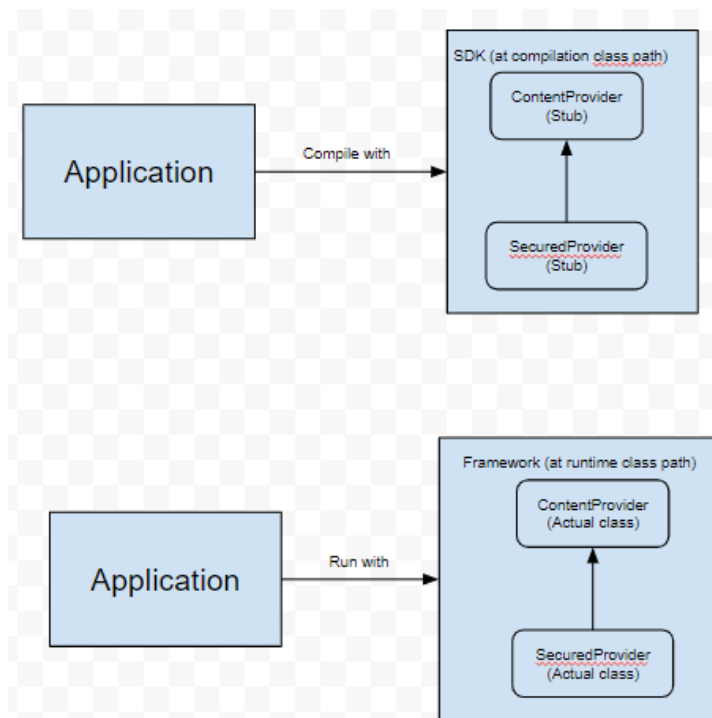 SDK (at compilation class path)
ContentProvider
(Stub)
Application
Compile with
SecuredProvider
(Stub)
Framework (at runtime class path)
ContentProvider
(Actual class)
Application
Run with
SecuredProvider
(Actual class)